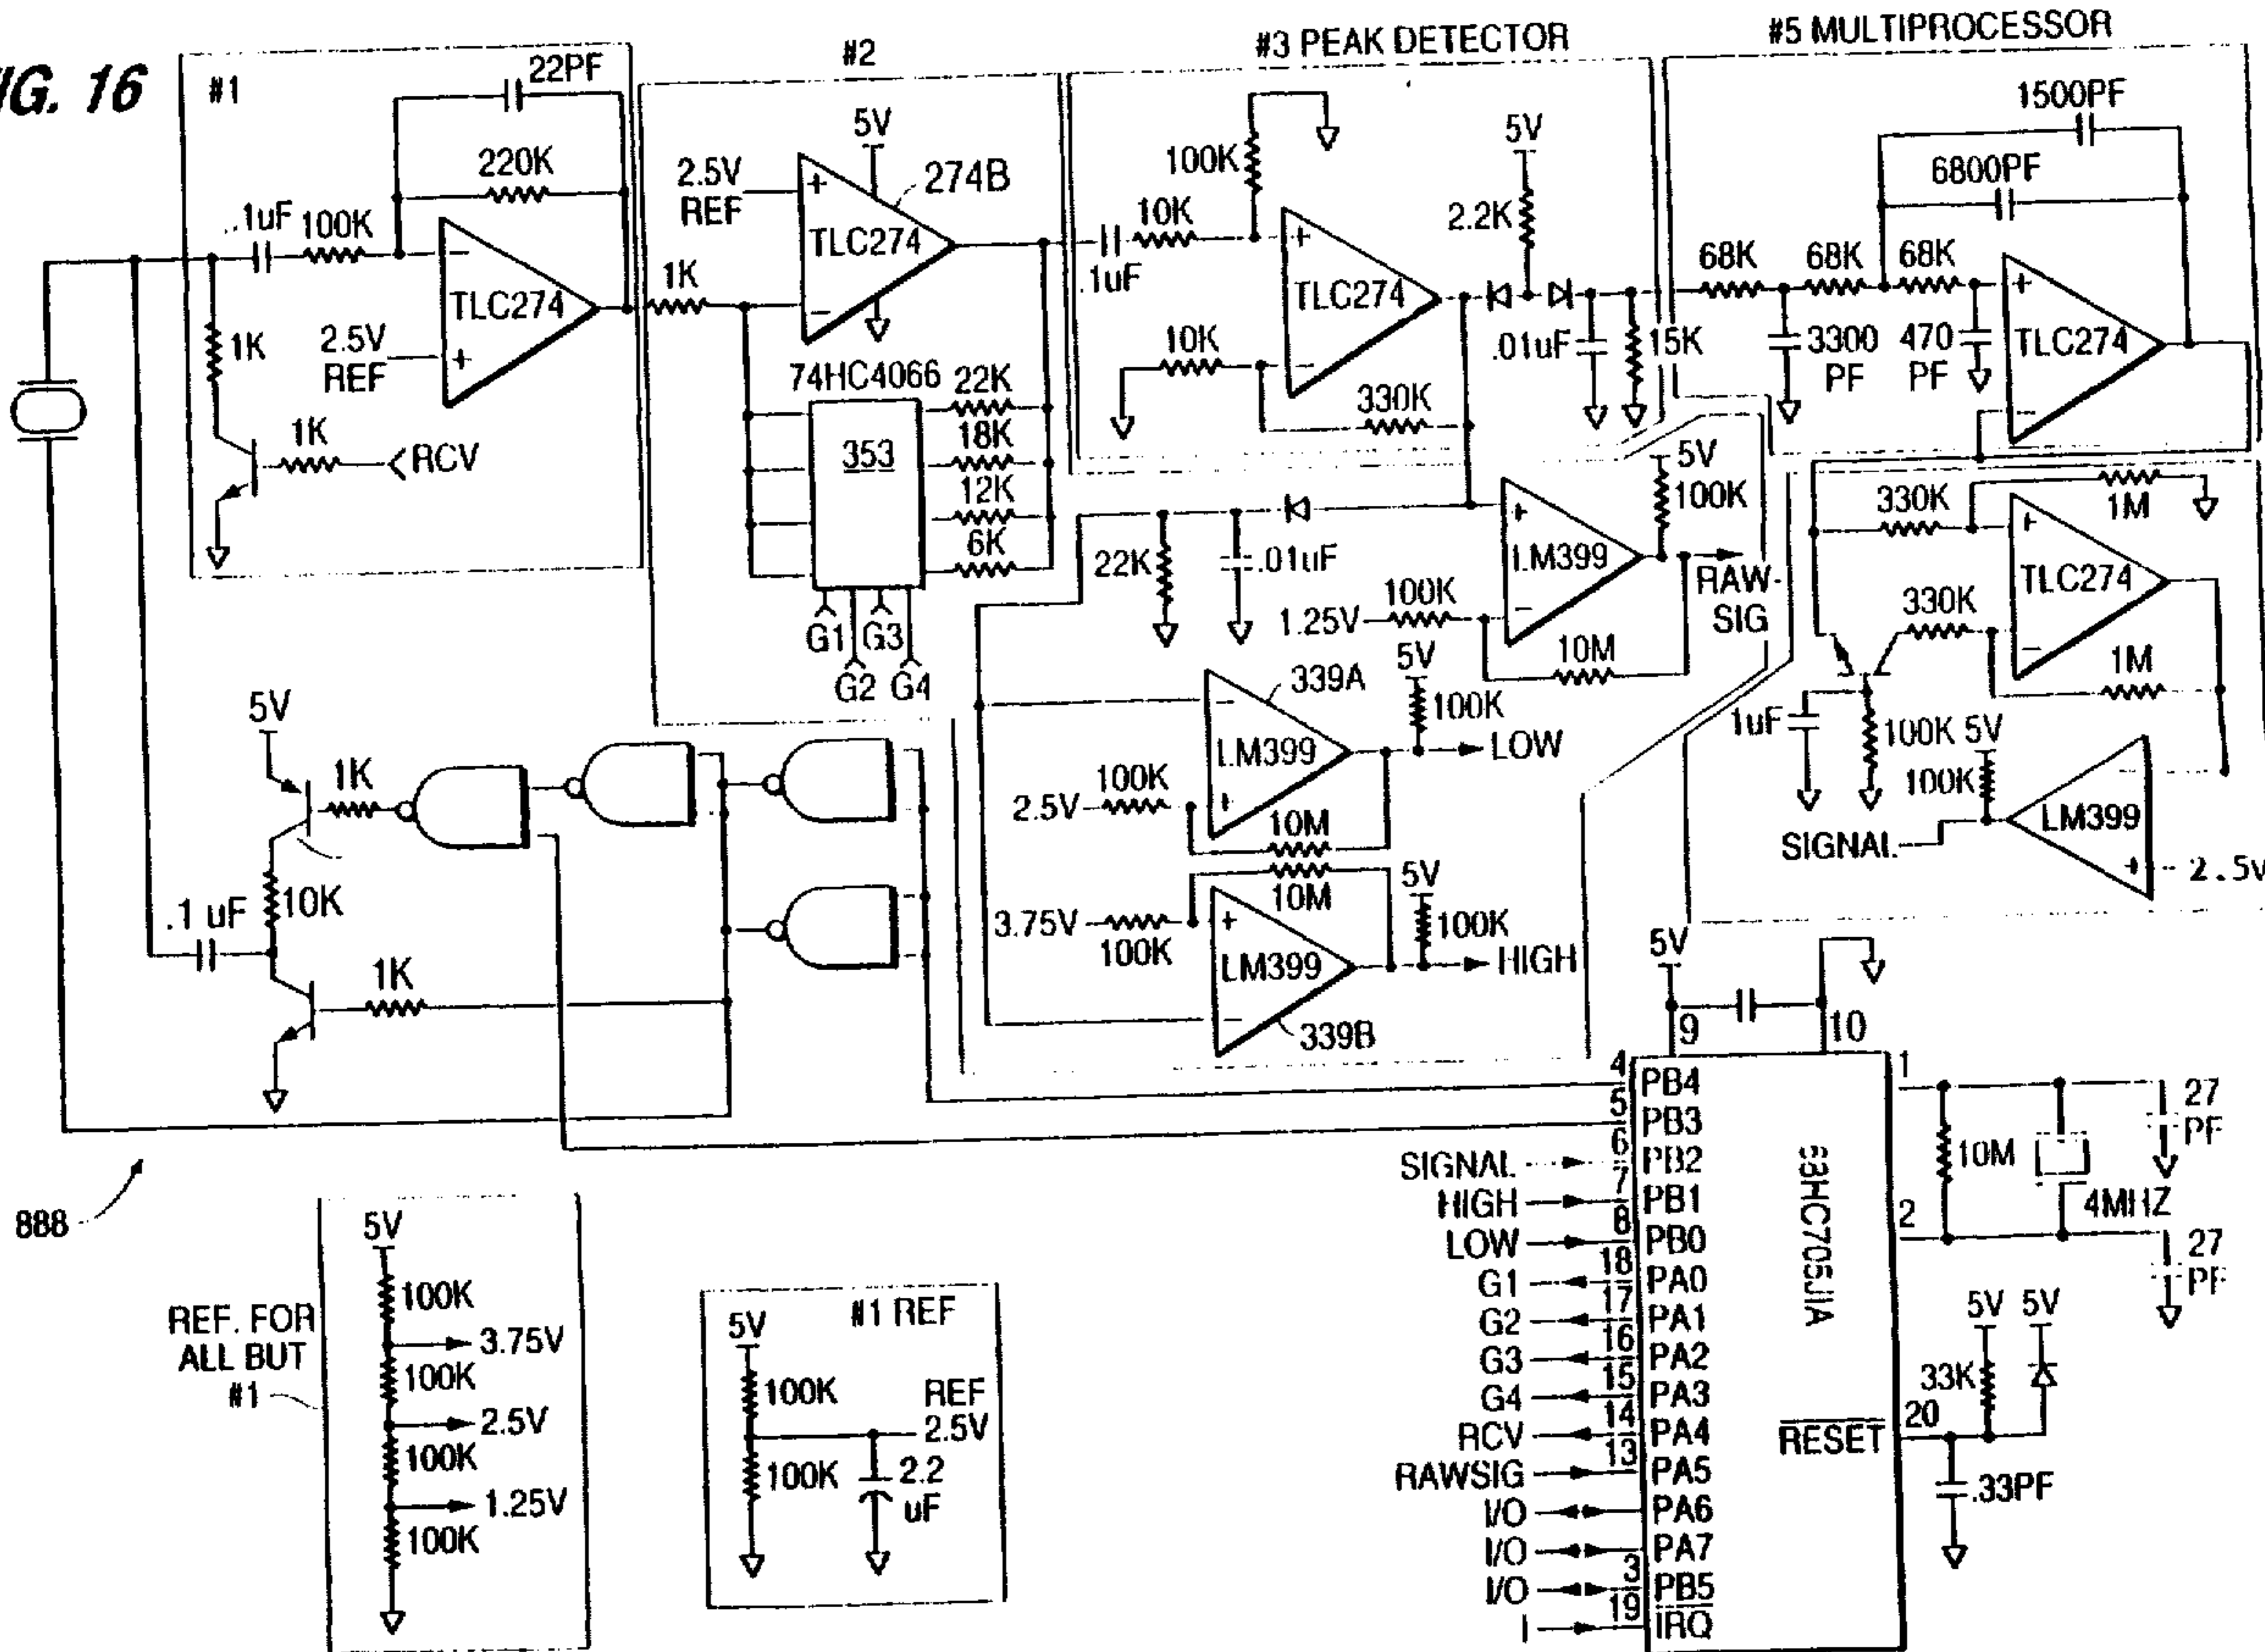 IG. 16
#1
22PF
220K
.1uF
100K
TLC274
1K
2.5V
REF
1K
RCV
#2
5V
2.5V
REF
274B
TLC274
1K
74HC4066
353
22K
18K
12K
6K
G1
G3
G2
G4
#3 PEAK DETECTOR
100K
10K
.1uF
TLC274
5V
2.2K
10K
330K
.01uF
15K
#5 MULTIPROCESSOR
1500PF
6800PF
68K
68K
68K
3300
PF
470
PF
TLC274
22K
.01uF
5V
100K
LM399
RAW-
SIG
1.25V
100K
10M
339A
5V
100K
LM399
LOW
2.5V
100K
10M
10M
5V
100K
3.75V
100K
LM399
HIGH
339B
330K
1M
TLC274
330K
1M
1uF
100K
5V
100K
LM399
SIGNAL
2.5V
5V
1K
10K
.1 uF
1K
888
5V
9
10
4
PB4
5
PB3
SIGNAL
6
PB2
HIGH
7
PB1
LOW
8
PB0
G1
18
PA0
G2
17
PA1
G3
16
PA2
G4
15
PA3
RCV
14
PA4
RAWSIG
13
PA5
I/O
PA6
I/O
PA7
I/O
3
PB5
I
19
IRQ
1
2
10M
4MHZ
27
PF
27
PF
5V
5V
33K
20
RESET
.33PF
REF. FOR
ALL BUT
#1
5V
100K
3.75V
100K
2.5V
100K
1.25V
100K
#1 REF
5V
100K
REF
2.5V
100K
2.2
uF